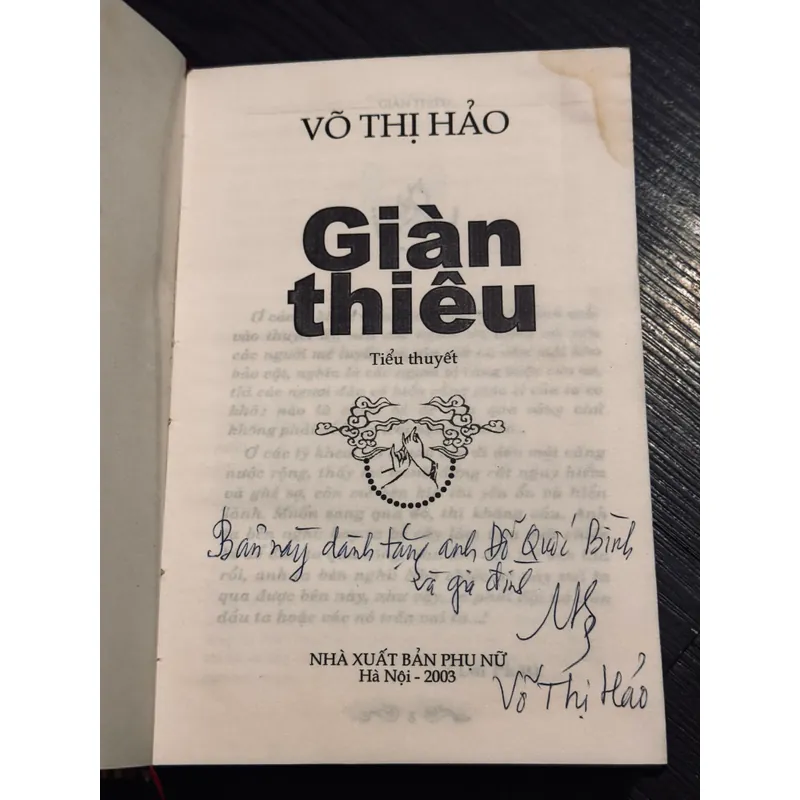 VÕ THỊ HẢO
Giàn
thiêu
Tiểu thuyết
Bản này dành tặng anh Đỗ Quốc Bình
và gia đình
Võ Thị Hảo
NHÀ XUẤT BẢN PHỤ NỮ
Hà Nội - 2003